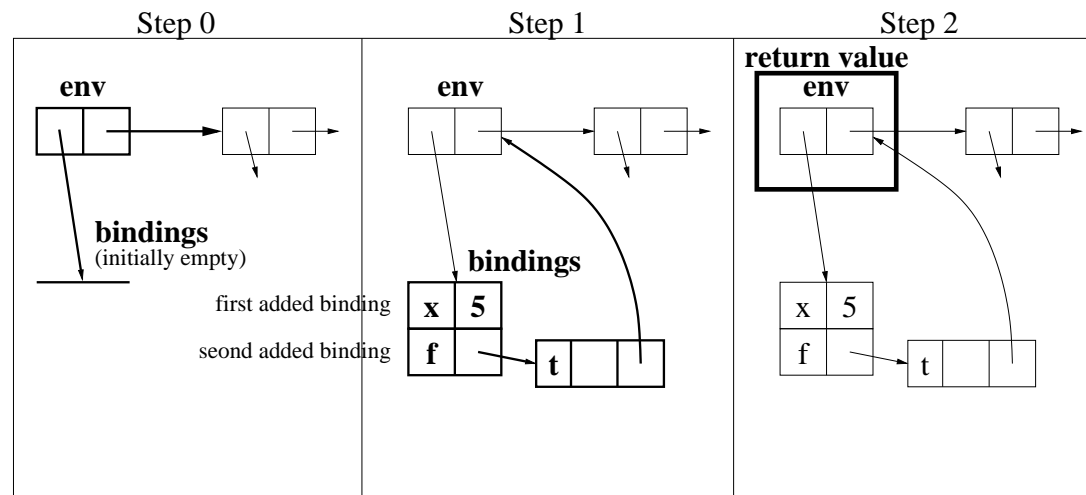 Step 0
Step 1
Step 2
return value
env
env
env
bindings
(initially empty)
bindings
first added binding
x 5
x 5
seond added binding
f
t
f
t